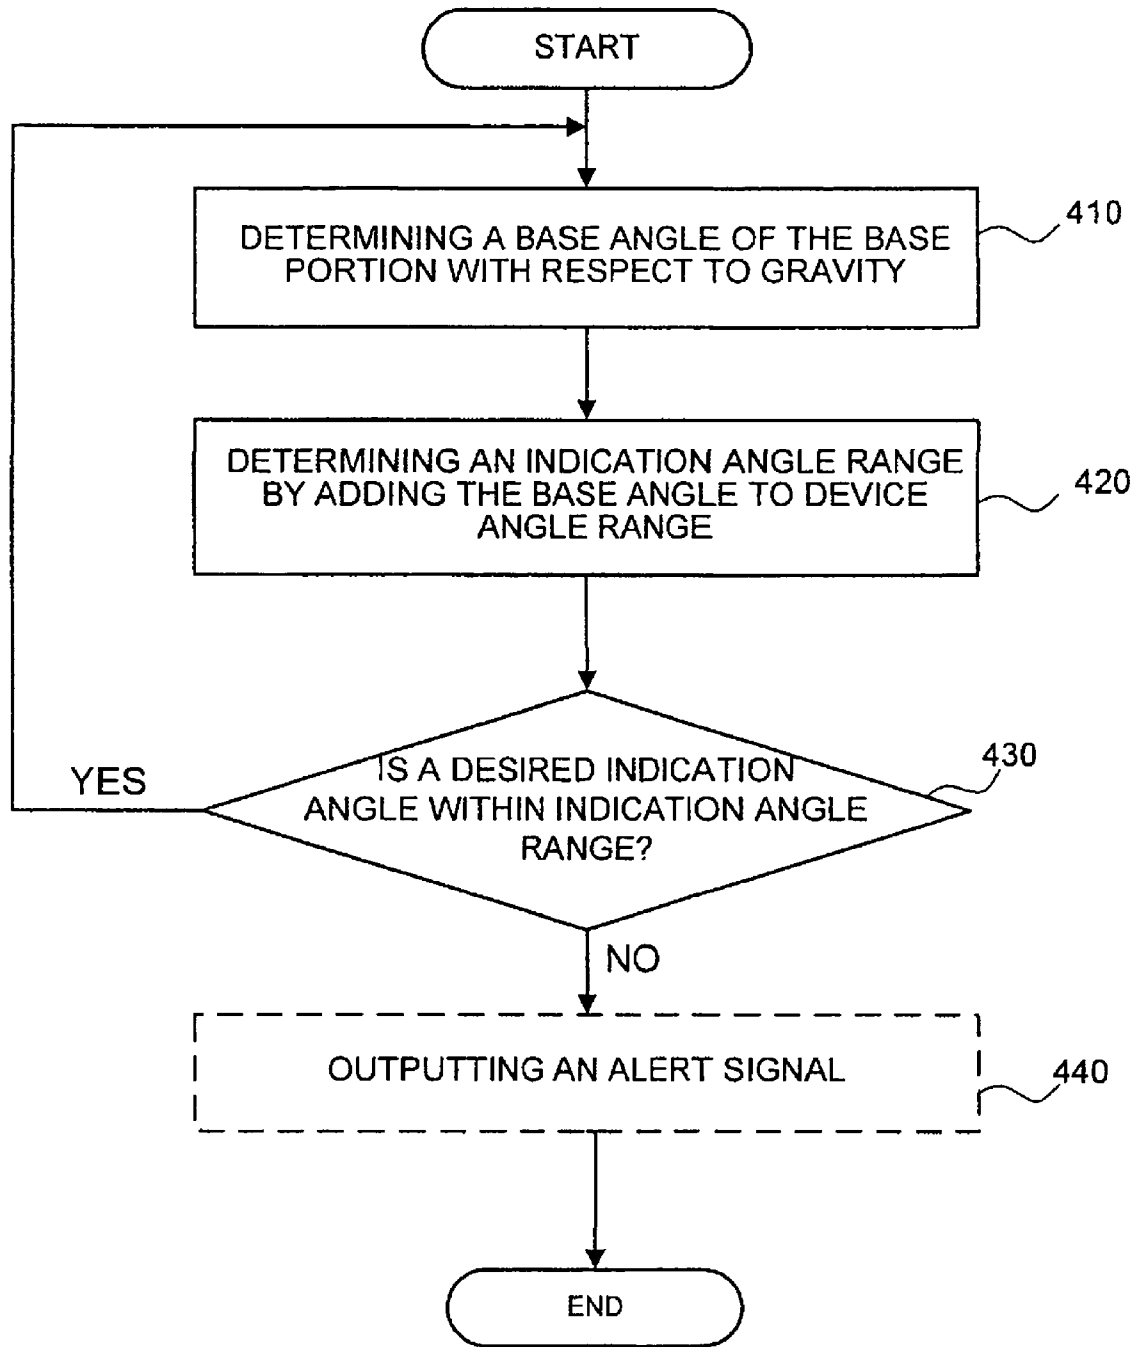 START
DETERMINING A BASE ANGLE OF THE BASE
PORTION WITH RESPECT TO GRAVITY
410
DETERMINING AN INDICATION ANGLE RANGE
BY ADDING THE BASE ANGLE TO DEVICE
ANGLE RANGE
420
YES
IS A DESIRED INDICATION
ANGLE WITHIN INDICATION ANGLE
RANGE?
430
NO
OUTPUTTING AN ALERT SIGNAL
440
END